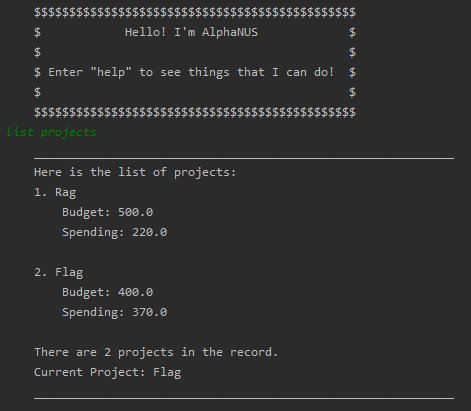 $$$$$$$$$$$$$$$$$$$$$$$$$$$$$$$$$$$$$$$$$$$$$$
$ Hello! I'm AlphaNUS $
$ $
$ Enter "help" to see things that I can do! $
$ $
$$$$$$$$$$$$$$$$$$$$$$$$$$$$$$$$$$$$$$$$$$$$$$
list projects
____________________________________________________________
Here is the list of projects:
1. Rag
Budget: 500.0
Spending: 220.0
2. Flag
Budget: 400.0
Spending: 370.0
There are 2 projects in the record.
Current Project: Flag
____________________________________________________________